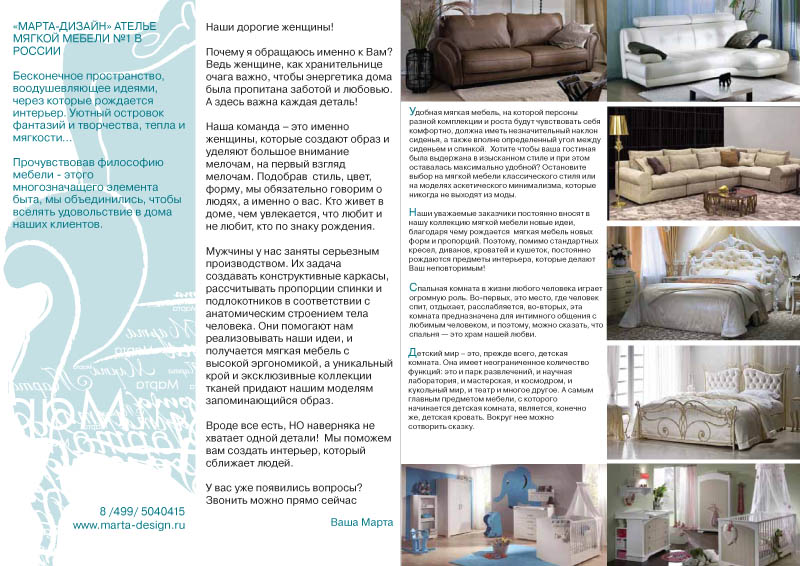 «МАРТА-ДИЗАЙН» АТЕЛЬЕ
МЯГКОЙ МЕБЕЛИ №1 В
РОССИИ
Бесконечное пространство,
воодушевляющее идеями,
через которые рождается
интерьер. Уютный островок
фантазий и творчества, тепла и
мягкости...
Прочувствовав философию
мебели - этого
многозначащего элемента
быта, мы объединились, чтобы
вселять удовольствие в дома
наших клиентов.
8 /499/ 5040415
www.marta-design.ru
Наши дорогие женщины!
Почему я обращаюсь именно к Вам?
Ведь женщине, как хранительнице
очага важно, чтобы энергетика дома
была пропитана заботой и любовью.
А здесь важна каждая деталь!
Наша команда – это именно
женщины, которые создают образ и
уделяют большое внимание
мелочам, на первый взгляд
мелочам. Подобрав стиль, цвет,
форму, мы обязательно говорим о
людях, а именно о вас. Кто живет в
доме, чем увлекается, что любит и
не любит, кто по знаку рождения.
Мужчины у нас заняты серьезным
производством. Их задача
создавать конструктивные каркасы,
рассчитывать пропорции спинки и
подлокотников в соответствии с
анатомическим строением тела
человека. Они помогают нам
реализовывать наши идеи, и
получается мягкая мебель с
высокой эргономикой, а уникальный
крой и эксклюзивные коллекции
тканей придают нашим моделям
запоминающийся образ.
Вроде все есть, НО наверняка не
хватает одной детали! Мы поможем
вам создать интерьер, который
сближает людей.
У вас уже появились вопросы?
Звонить можно прямо сейчас
Ваша Марта
Удобная мягкая мебель, на которой персоны
разной комплекции и роста будут чувствовать себя
комфортно, должна иметь незначительный наклон
сиденья, а также вполне определенный угол между
сиденьем и спинкой. Хотите чтобы ваша гостиная
была выдержана в изысканном стиле и при этом
оставалась максимально удобной? Остановите
выбор на мягкой мебели классического стиля или
на моделях аскетического минимализма, которые
никогда не выходят из моды.
Наши уважаемые заказчики постоянно вносят в
нашу коллекцию мягкой мебели новые идеи,
благодаря чему рождается мягкая мебель новых
форм и пропорций. Поэтому, помимо стандартных
кресел, диванов, кроватей и кушеток, постоянно
рождаются предметы интерьера, которые делают
Ваш неповторимым!
Спальная комната в жизни любого человека играет
огромную роль. Во-первых, это место, где человек
спит, отдыхает, расслабляется, во-вторых, эта
комната предназначена для интимного общения с
любимым человеком, и поэтому, можно сказать, что
спальня — это храм нашей любви.
Детский мир – это, прежде всего, детская
комната. Она имеет неограниченное количество
функций: это и парк развлечений, и научная
лаборатория, и мастерская, и космодром, и
кукольный мир, и театр и многое другое. А самым
главным предметом мебели, с которого
начинается детская комната, является, конечно
же, детская кровать. Вокруг нее можно
сотворить сказку.